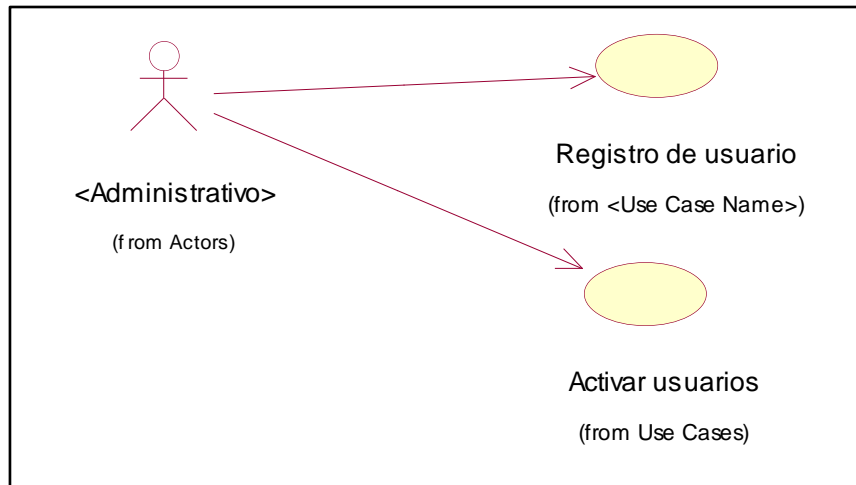 <Administrativo>
(from Actors)
Registro de usuario
(from <Use Case Name>)
Activar usuarios
(from Use Cases)